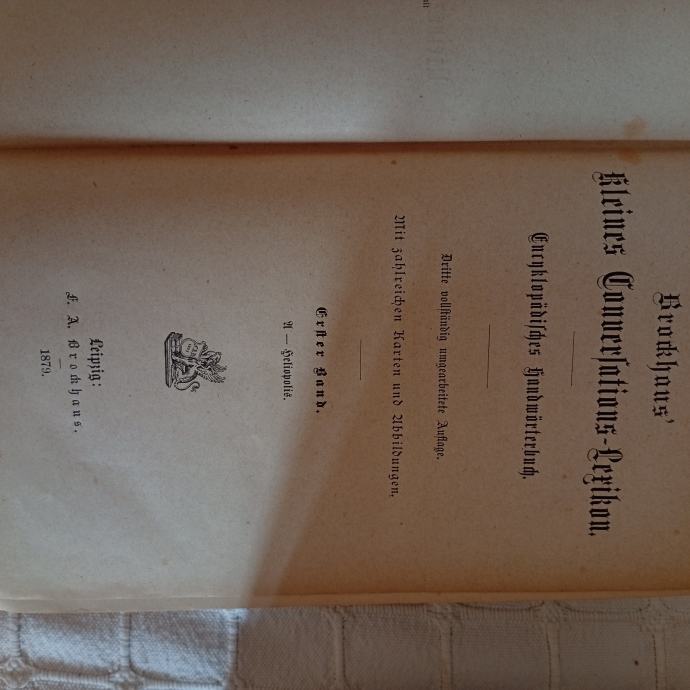 Brockhaus'
Kleines Conversations-Lexikon.
Encyklopädisches Handwörterbuch.
Dritte vollständig umgearbeitete Auflage.
Mit zahlreichen Karten und Abbildungen.
Erster Band.
A — Heliopolis.
Leipzig:
F. A. Brockhaus.
1879.